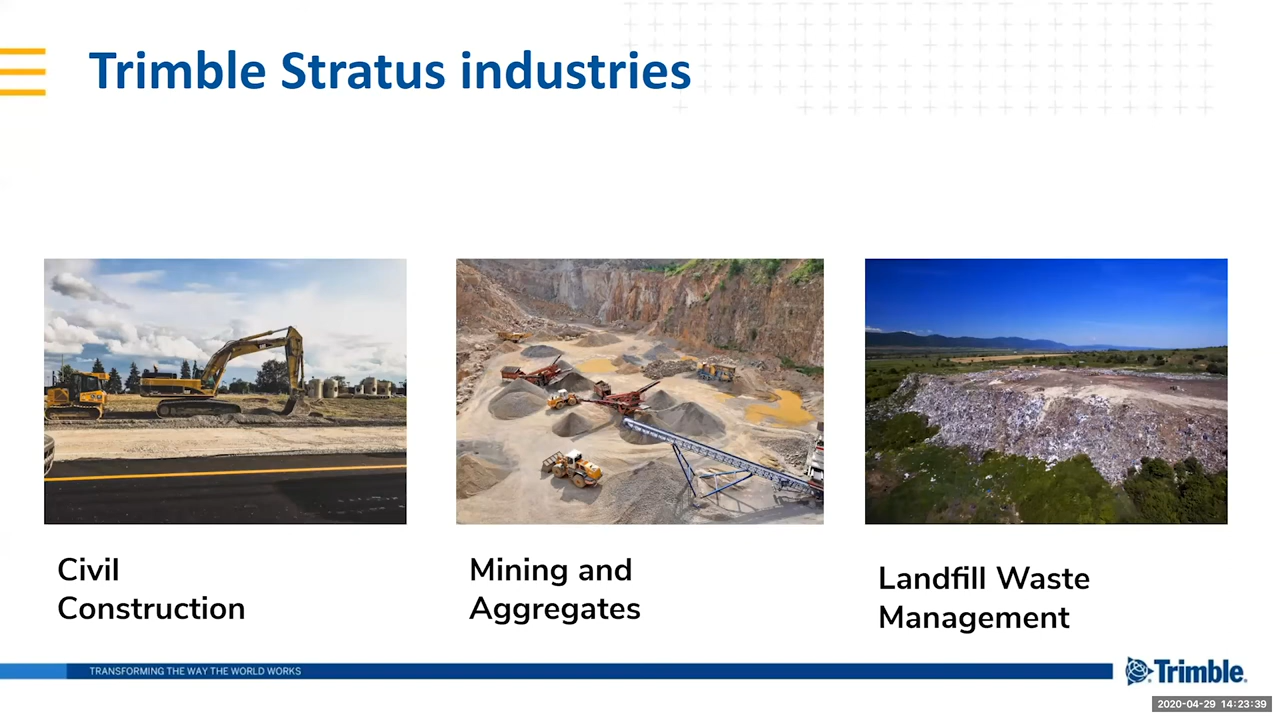 Trimble Stratus industries
Civil
Construction
Mining and
Aggregates
Landfill Waste
Management
TRANSFORMING THE WAY THE WORLD WORKS
Trimble
2020-04-29 14:23:39